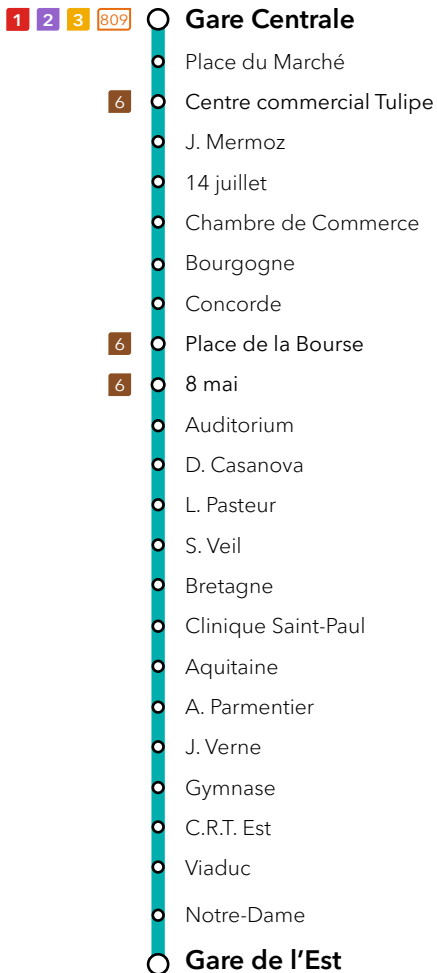 1 2 3 809 Gare Centrale
Place du Marché
6 Centre commercial Tulipe
J. Mermoz
14 juillet
Chambre de Commerce
Bourgogne
Concorde
6 Place de la Bourse
6 8 mai
Auditorium
D. Casanova
L. Pasteur
S. Veil
Bretagne
Clinique Saint-Paul
Aquitaine
A. Parmentier
J. Verne
Gymnase
C.R.T. Est
Viaduc
Notre-Dame
Gare de l'Est